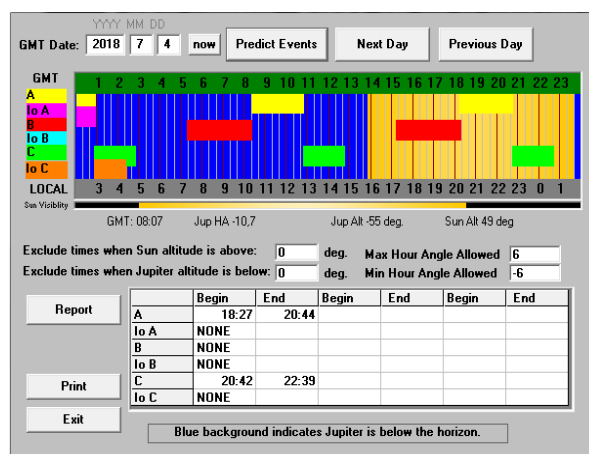 YYYY MM DD
GMT Date: 2018 7 4 now Predict Events Next Day Previous Day
GMT 1 2 3 4 5 6 7 8 9 10 11 12 13 14 15 16 17 18 19 20 21 22 23
A
Io A
B
Io B
C
Io C
LOCAL 3 4 5 6 7 8 9 10 11 12 13 14 15 16 17 18 19 20 21 22 23 0 1
Sun Visiblity
GMT: 08:07 Jup HA -10,7 Jup Alt -55 deg. Sun Alt 49 deg
Exclude times when Sun altitude is above: 0 deg. Max Hour Angle Allowed 6
Exclude times when Jupiter altitude is below: 0 deg. Min Hour Angle Allowed -6
Report
Begin End Begin End Begin End
A 18:27 20:44
Io A NONE
B NONE
Io B NONE
Print
C 20:42 22:39
Io C NONE
Exit
Blue background indicates Jupiter is below the horizon.